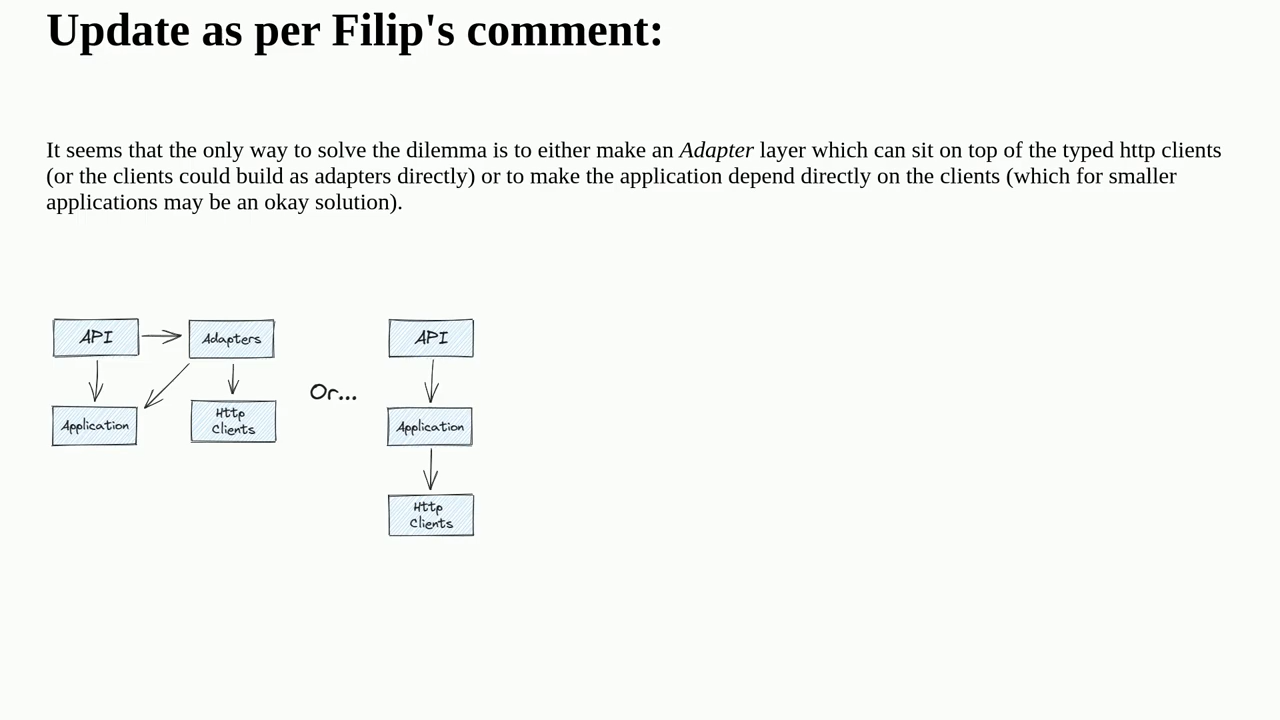 Update as per Filip's comment:
It seems that the only way to solve the dilemma is to either make an Adapter layer which can sit on top of the typed http clients
(or the clients could build as adapters directly) or to make the application depend directly on the clients (which for smaller
applications may be an okay solution).
API
Adapters
Application
Http
Clients
Or...
API
Application
Http
Clients